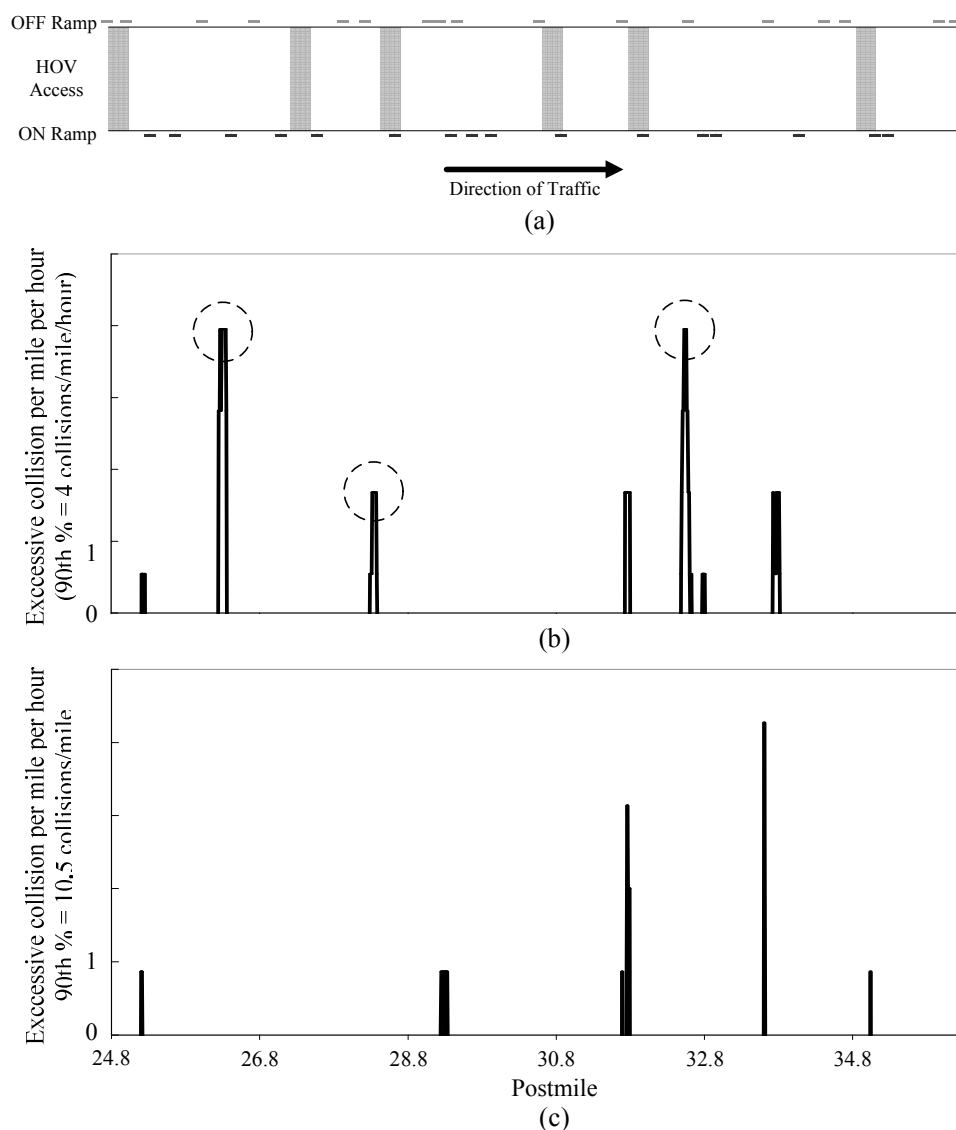 OFF Ramp
HOV
Access
ON Ramp
Direction of Traffic
(a)
Exccessive collision per mile per hour
(90th % = 4 collisions/mile/hour)
1
0
(b)
Exccessive collision per mile per hour
90th % = 10.5 collisions/mile
1
0
24.8
26.8
28.8
30.8
32.8
34.8
Postmile
(c)